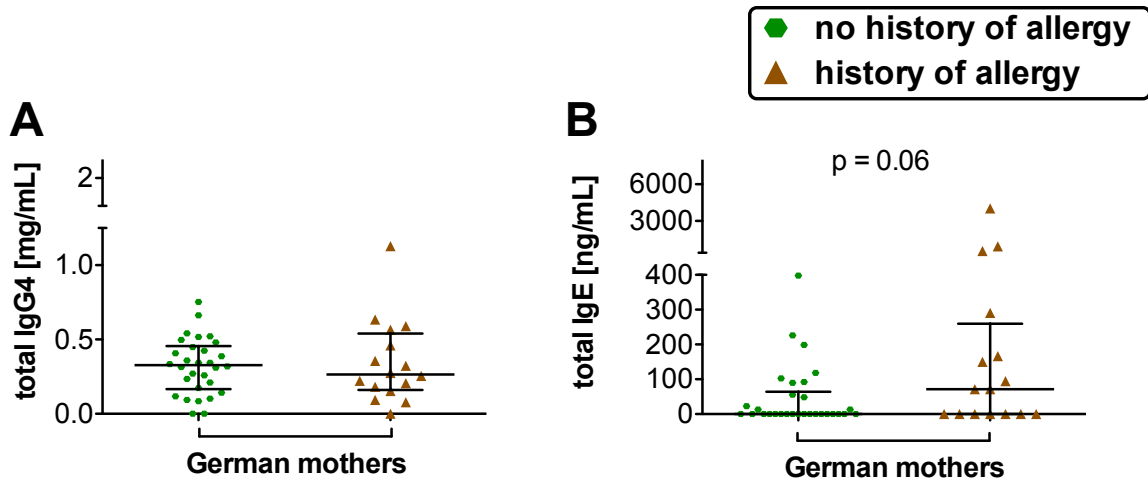 no history of allergy
history of allergy
A
total IgG4 [mg/mL]
2
1.0
0.5
0.0
German mothers
B
p = 0.06
total IgE [ng/mL]
6000
3000
400
300
200
100
0
German mothers